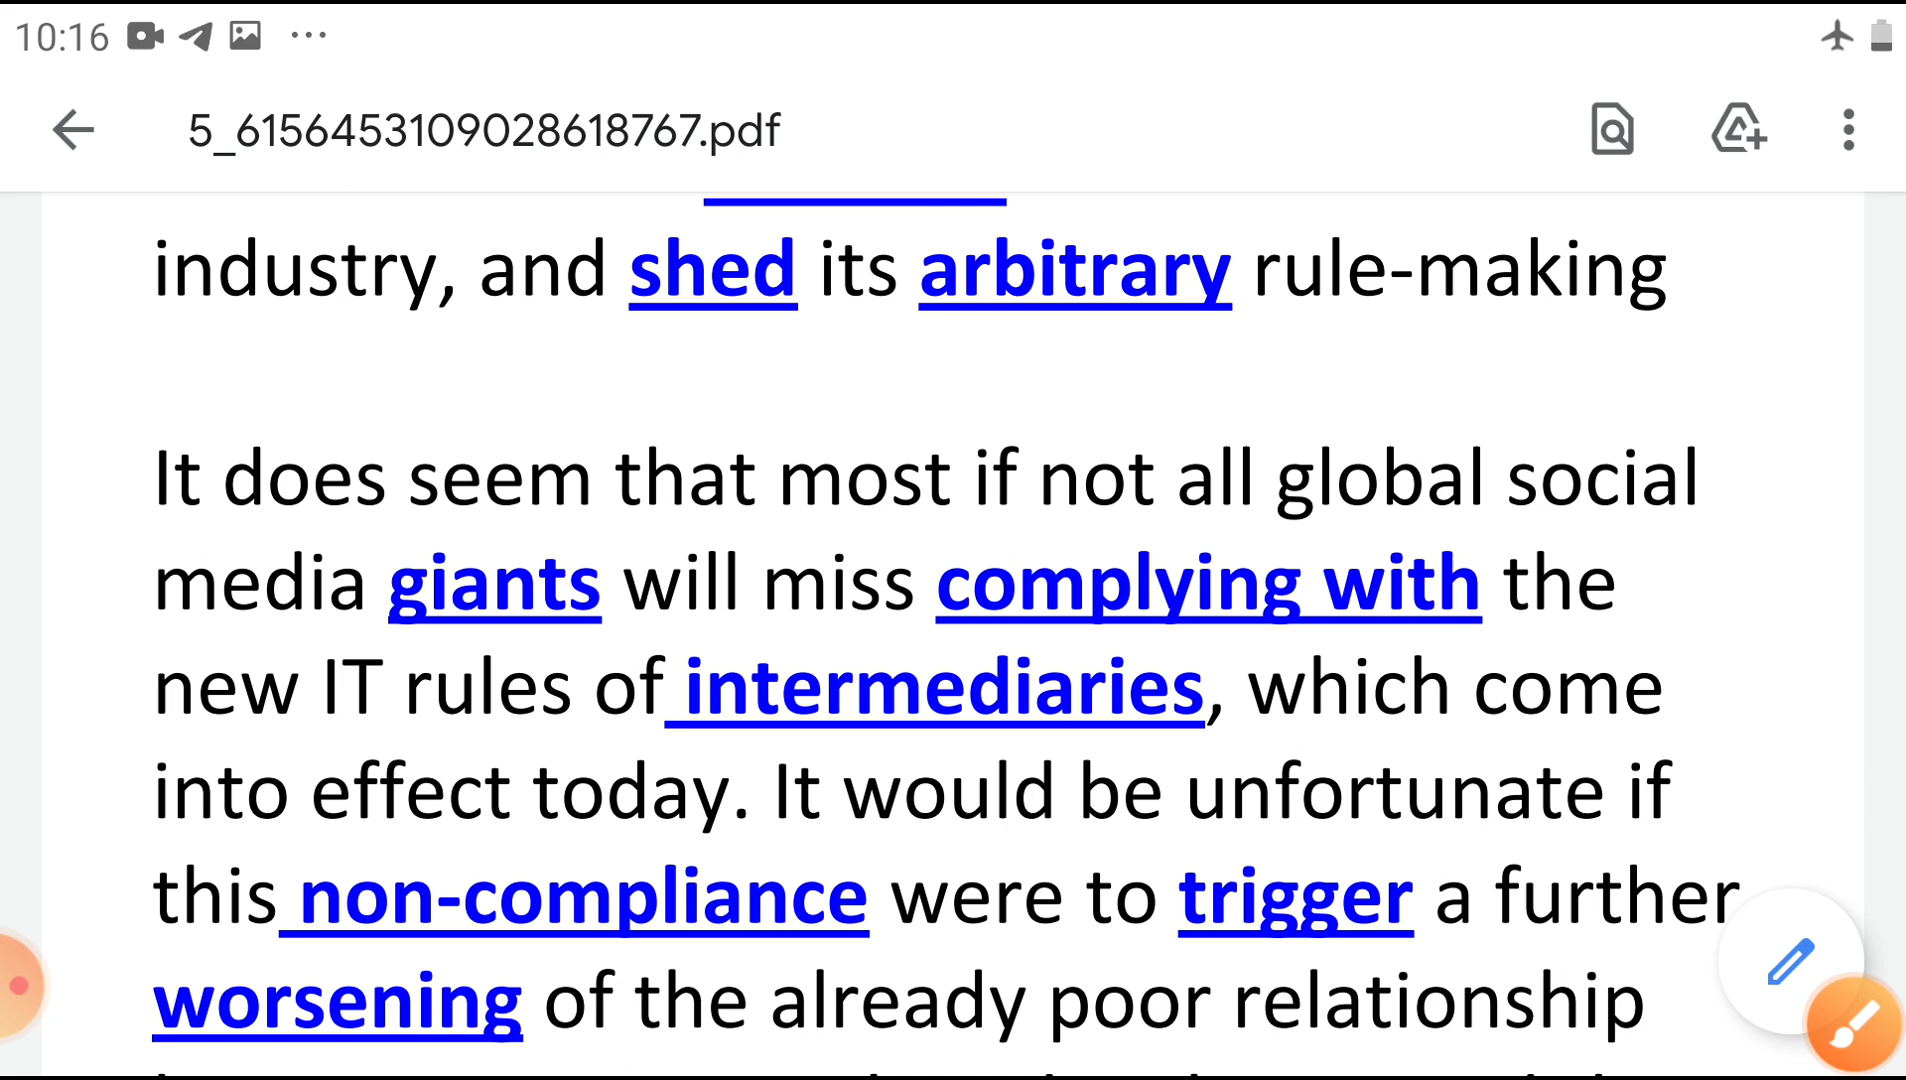 10:16
5_6156453109028618767.pdf
industry, and shed its arbitrary rule-making
It does seem that most if not all global social
media giants will miss complying with the
new IT rules of intermediaries, which come
into effect today. It would be unfortunate if
this non-compliance were to trigger a further
worsening of the already poor relationship